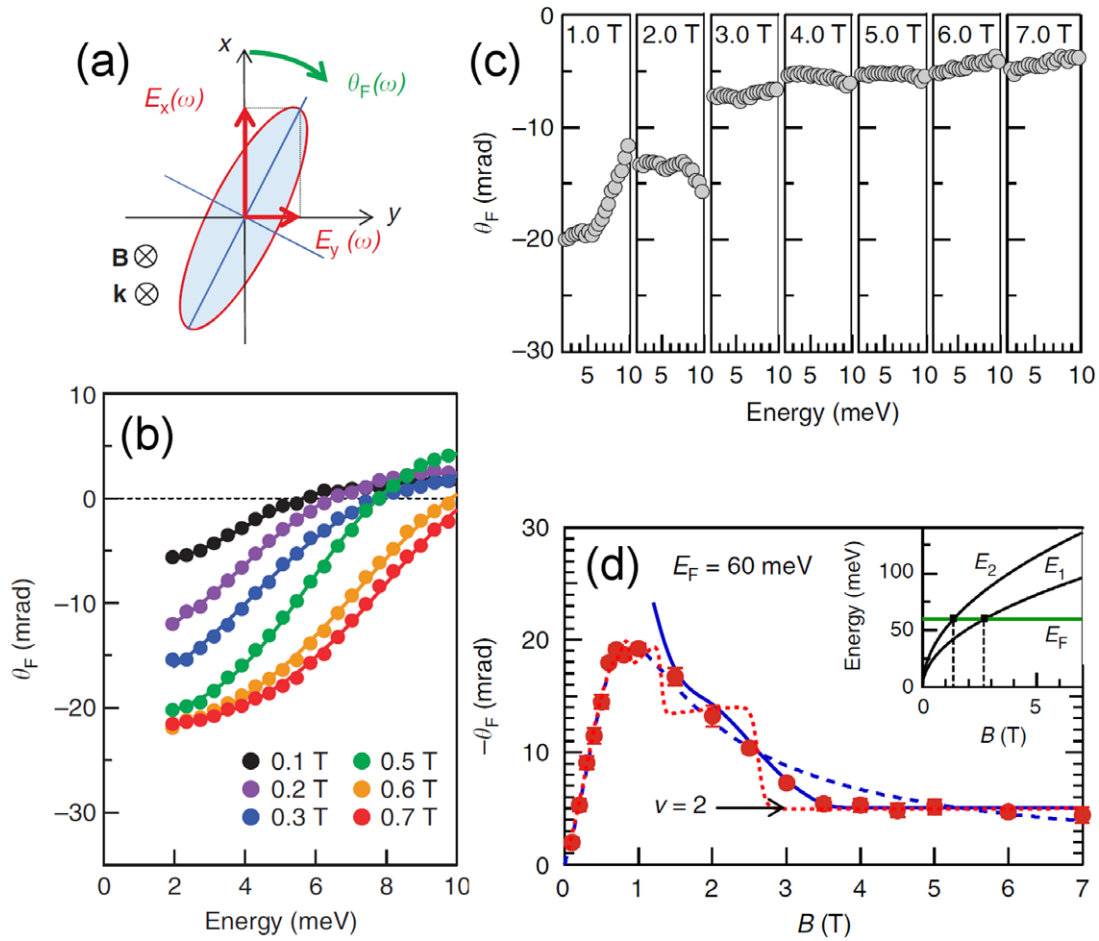 (a)
x
θF(ω)
Ex(ω)
y
Ey (ω)
B
k
(c)
0
−10
−20
−30
θF (mrad)
1.0 T 2.0 T 3.0 T 4.0 T 5.0 T 6.0 T 7.0 T
5 10 5 10 5 10 5 10 5 10 5 10 5 10
Energy (meV)
(b)
10
0
−10
−20
−30
θF (mrad)
0.1 T 0.5 T
0.2 T 0.6 T
0.3 T 0.7 T
0 2 4 6 8 10
Energy (meV)
(d)
EF = 60 meV
30
20
10
0
−θF (mrad)
ν = 2
0 1 2 3 4 5 6 7
B (T)
Energy (meV)
100
50
0
E2
E1
EF
0 5
B (T)